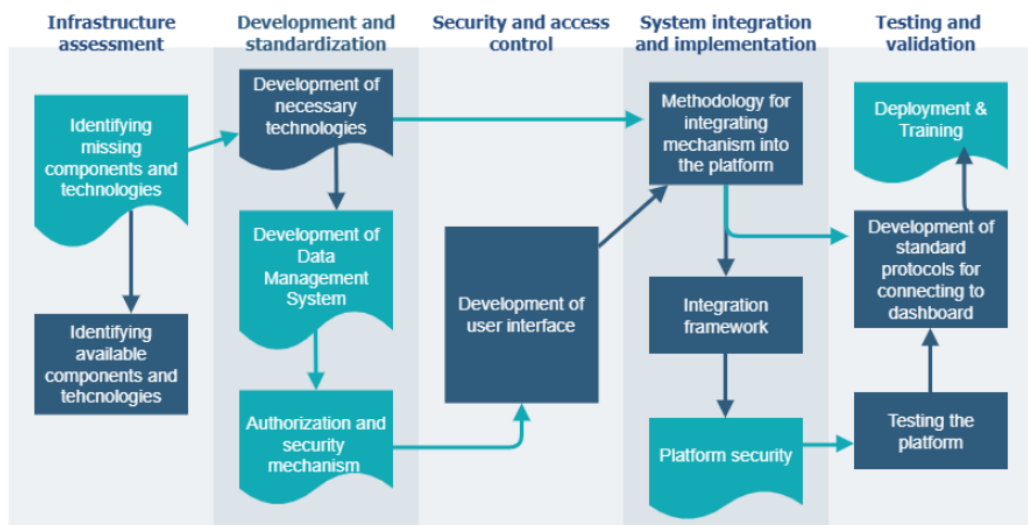 Infrastructure
assessment
Development and
standardization
Security and access
control
System integration
and implementation
Testing and
validation
Identifying
missing
components and
technologies
Identifying
available
components and
tehcnologies
Development of
necessary
technologies
Development of
Data
Management
System
Authorization and
security
mechanism
Development of
user interface
Methodology for
integrating
mechanism into
the platform
Integration
framework
Platform security
Deployment &
Training
Development of
standard
protocols for
connecting to
dashboard
Testing the
platform